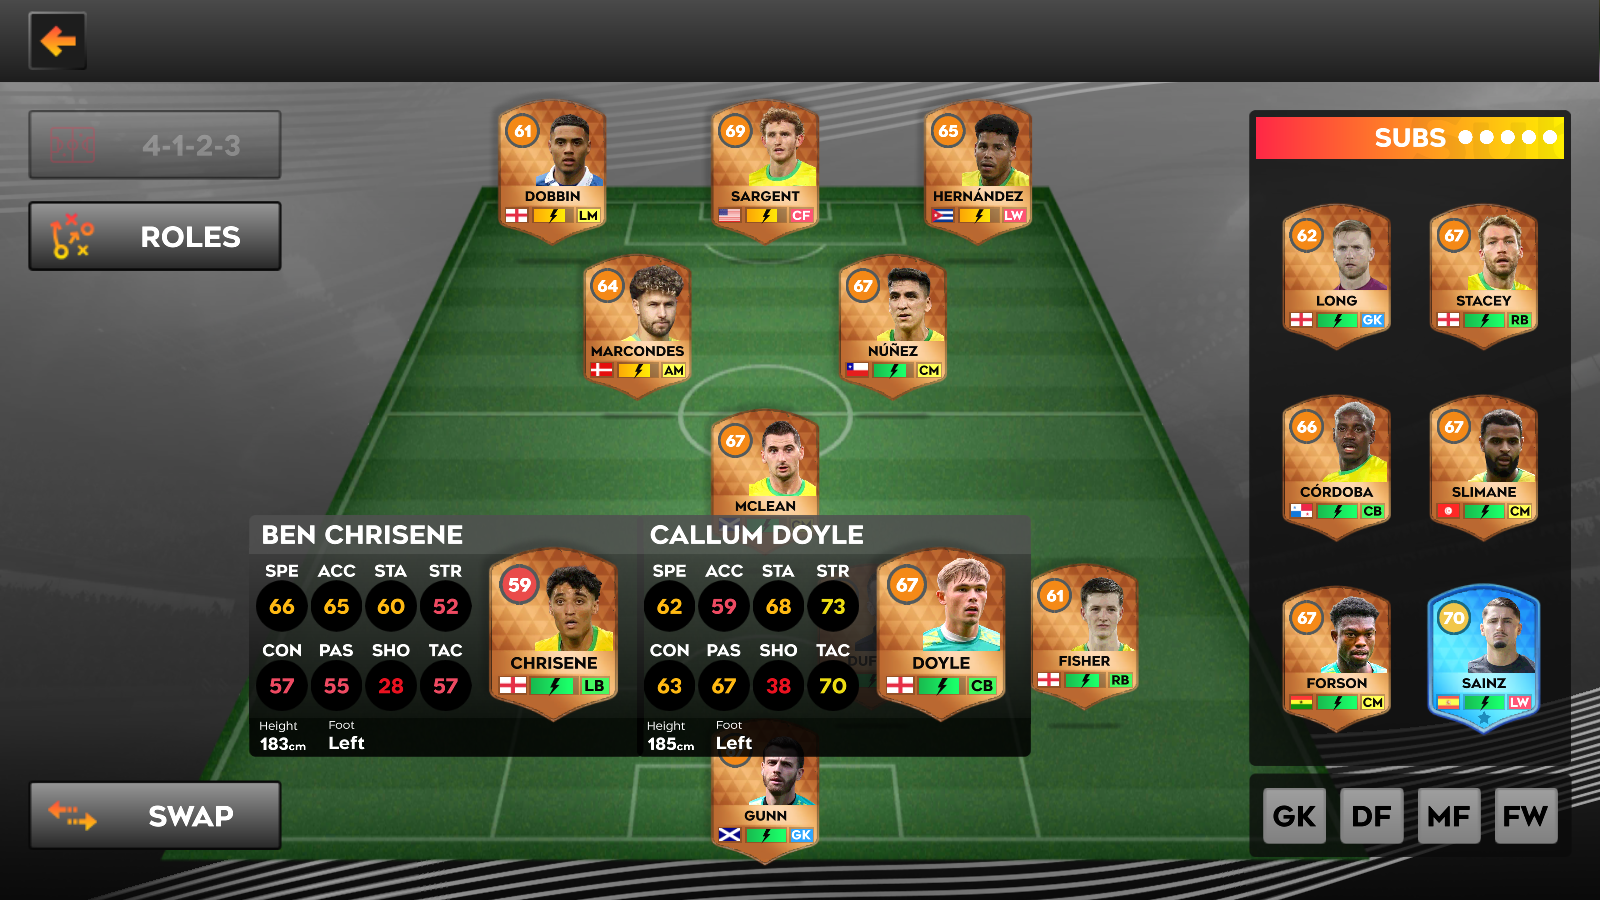 4-1-2-3
ROLES
SWAP
61
DOBBIN
LM
69
SARGENT
CF
65
HERNÁNDEZ
LW
64
MARCONDES
AM
67
NÚÑEZ
CM
67
MCLEAN
BEN CHRISENE
SPE ACC STA STR
66 65 60 52
CON PAS SHO TAC
57 55 28 57
Height Foot
183cm Left
59
CHRISENE
LB
CALLUM DOYLE
SPE ACC STA STR
62 59 68 73
CON PAS SHO TAC
63 67 38 70
Height Foot
185cm Left
67
DOYLE
CB
61
FISHER
RB
GUNN
GK
SUBS
62
LONG
GK
67
STACEY
RB
66
CÓRDOBA
CB
67
SLIMANE
CM
67
FORSON
CM
70
SAINZ
LW
GK DF MF FW